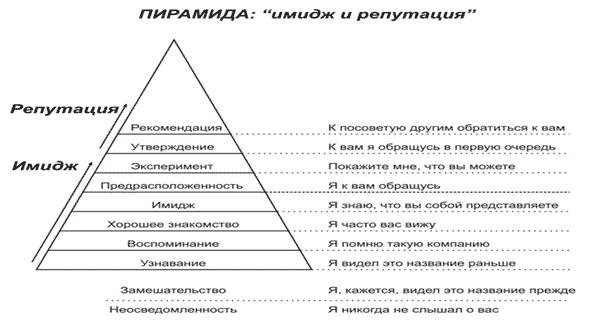 ПИРАМИДА: “имидж и репутация”
Репутация
Рекомендация К посоветую другим обратиться к вам
Утверждение К вам я обращусь в первую очередь
Имидж
Эксперимент Покажите мне, что вы можете
Предрасположенность Я к вам обращусь
Имидж Я знаю, что вы собой представляете
Хорошее знакомство Я часто вас вижу
Воспоминание Я помню такую компанию
Узнавание Я видел это название раньше
Замешательство Я, кажется, видел это название прежде
Неосведомленность Я никогда не слышал о вас